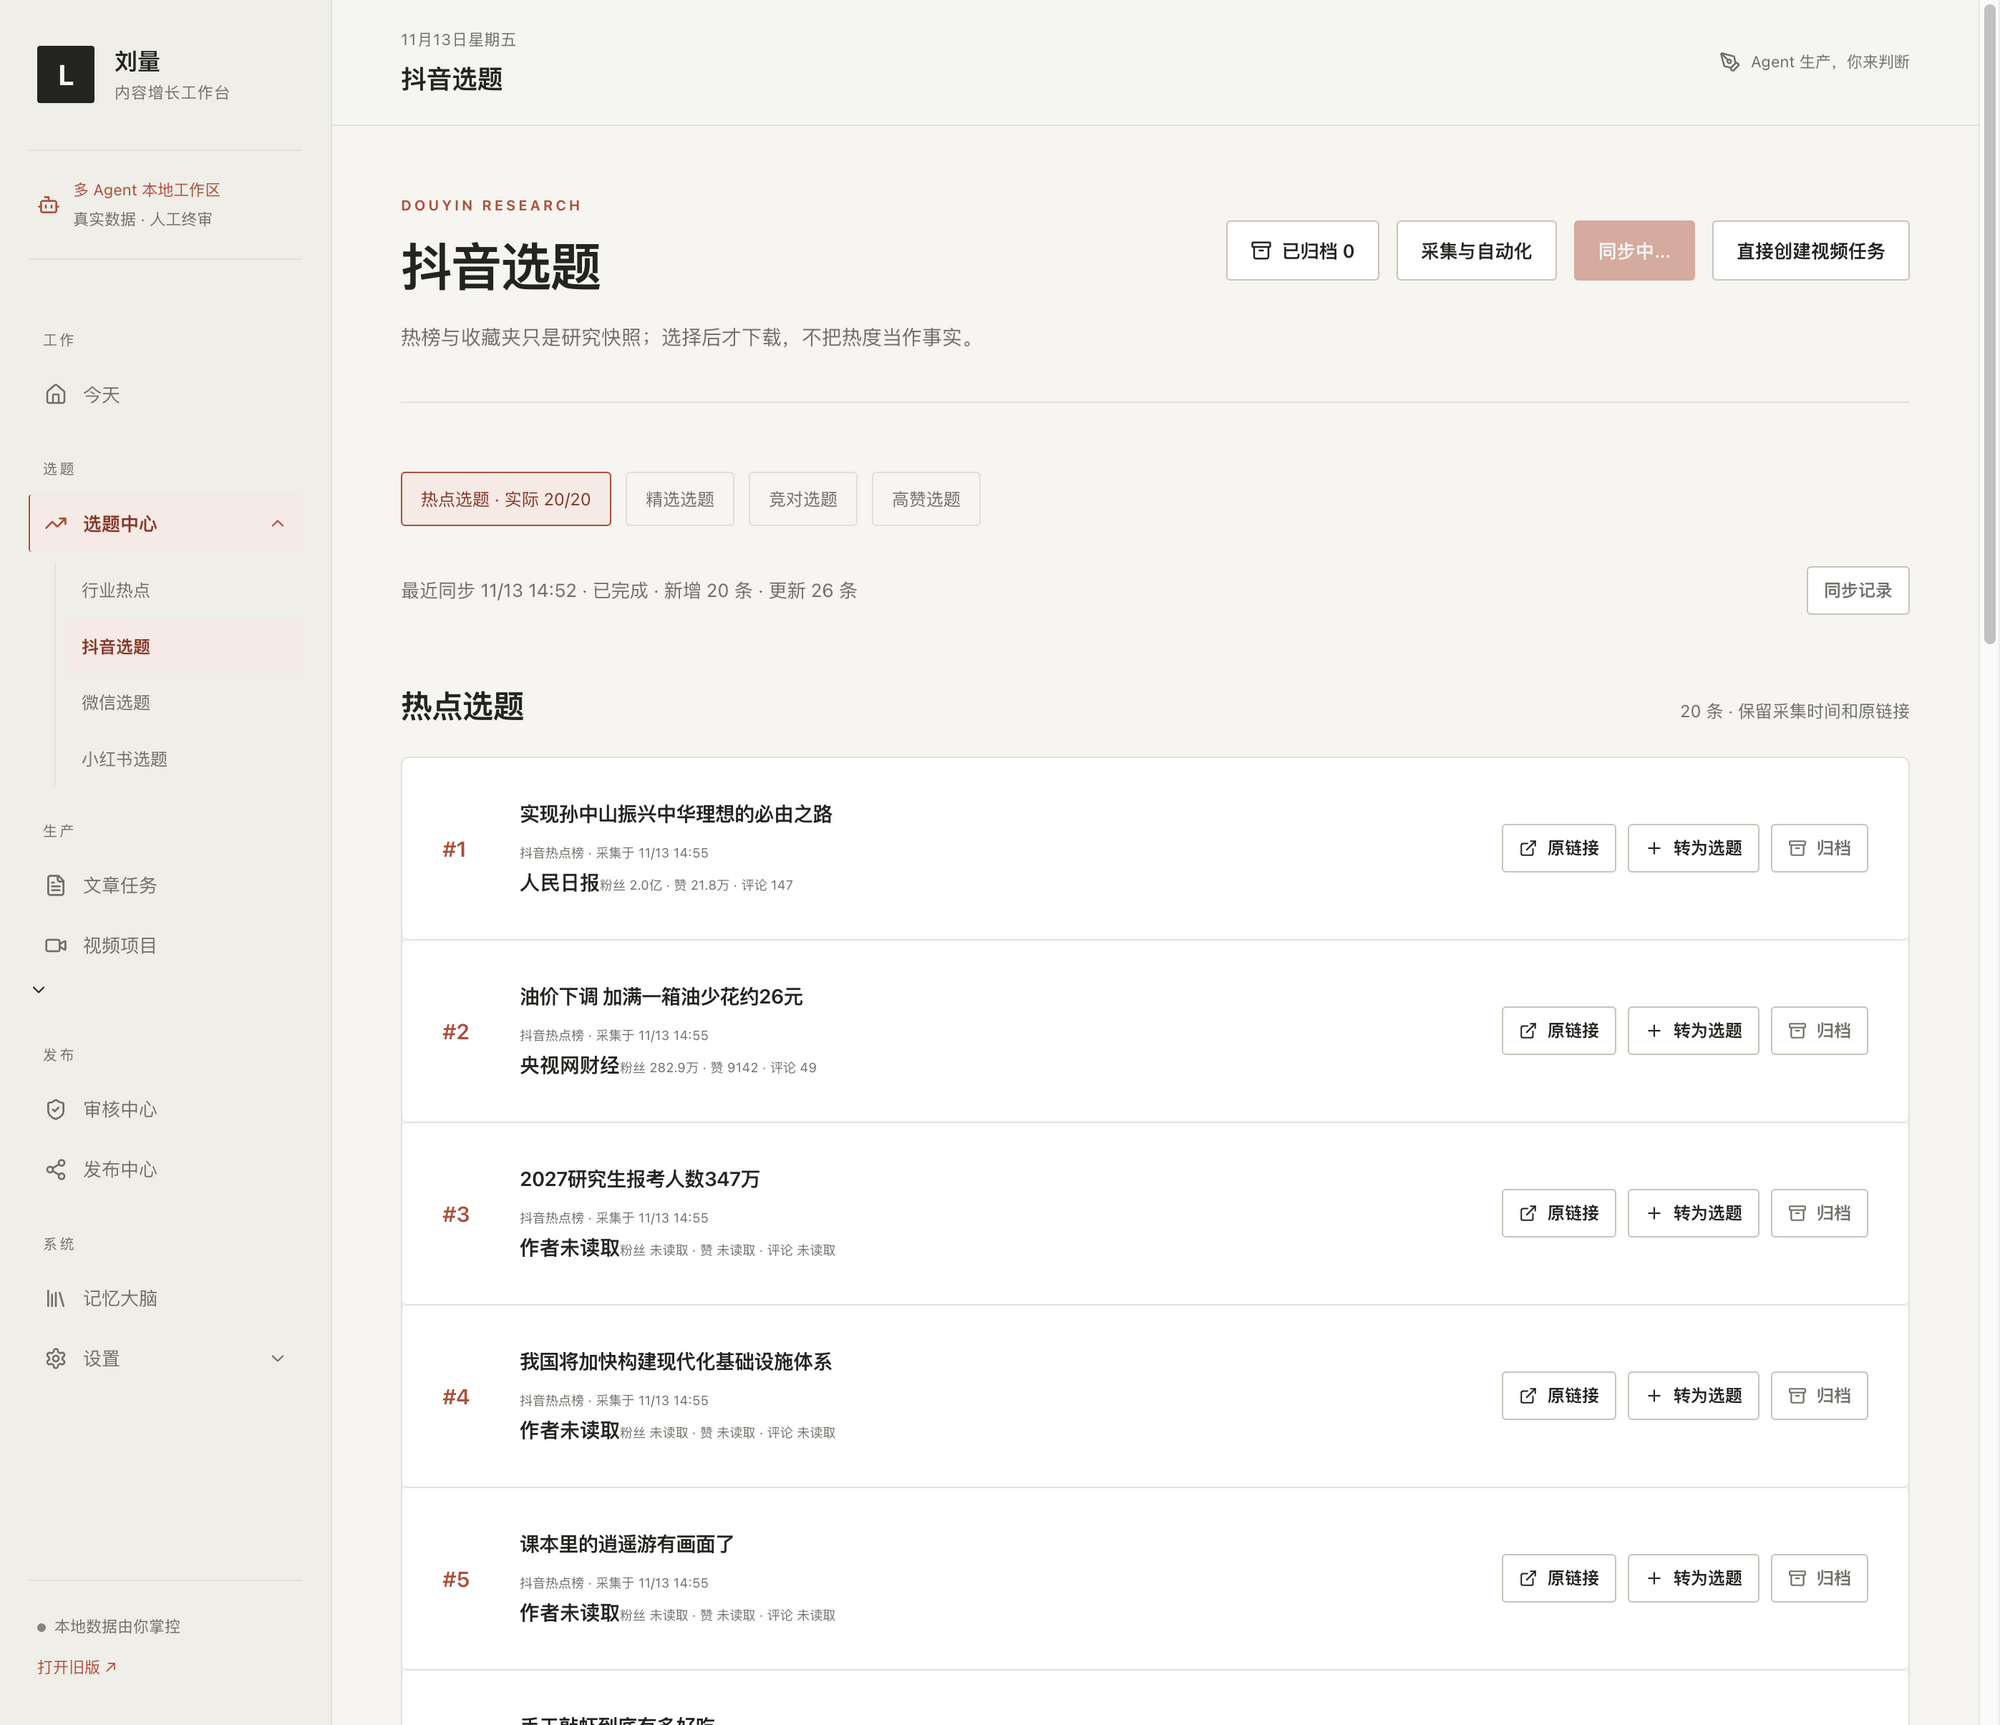 L
刘量
内容增长工作台
多 Agent 本地工作区
真实数据 · 人工终审
工作
今天
选题
选题中心
行业热点
抖音选题
微信选题
小红书选题
生产
文章任务
视频项目
发布
审核中心
发布中心
系统
记忆大脑
设置
本地数据由你掌控
打开旧版
11月13日星期五
抖音选题
Agent 生产，你来判断
DOUYIN RESEARCH
抖音选题
热榜与收藏夹只是研究快照；选择后才下载，不把热度当作事实。
已归档 0
采集与自动化
同步中...
直接创建视频任务
热点选题 · 实际 20/20
精选选题
竞对选题
高赞选题
最近同步 11/13 14:52 · 已完成 · 新增 20 条 · 更新 26 条
同步记录
热点选题
20 条 · 保留采集时间和原链接
#1
实现孙中山振兴中华理想的必由之路
抖音热点榜 · 采集于 11/13 14:55
人民日报粉丝 2.0亿 · 赞 21.8万 · 评论 147
原链接
转为选题
归档
#2
油价下调 加满一箱油少花约26元
抖音热点榜 · 采集于 11/13 14:55
央视网财经粉丝 282.9万 · 赞 9142 · 评论 49
原链接
转为选题
归档
#3
2027研究生报考人数347万
抖音热点榜 · 采集于 11/13 14:55
作者未读取粉丝 未读取 · 赞 未读取 · 评论 未读取
原链接
转为选题
归档
#4
我国将加快构建现代化基础设施体系
抖音热点榜 · 采集于 11/13 14:55
作者未读取粉丝 未读取 · 赞 未读取 · 评论 未读取
原链接
转为选题
归档
#5
课本里的逍遥游有画面了
抖音热点榜 · 采集于 11/13 14:55
作者未读取粉丝 未读取 · 赞 未读取 · 评论 未读取
原链接
转为选题
归档